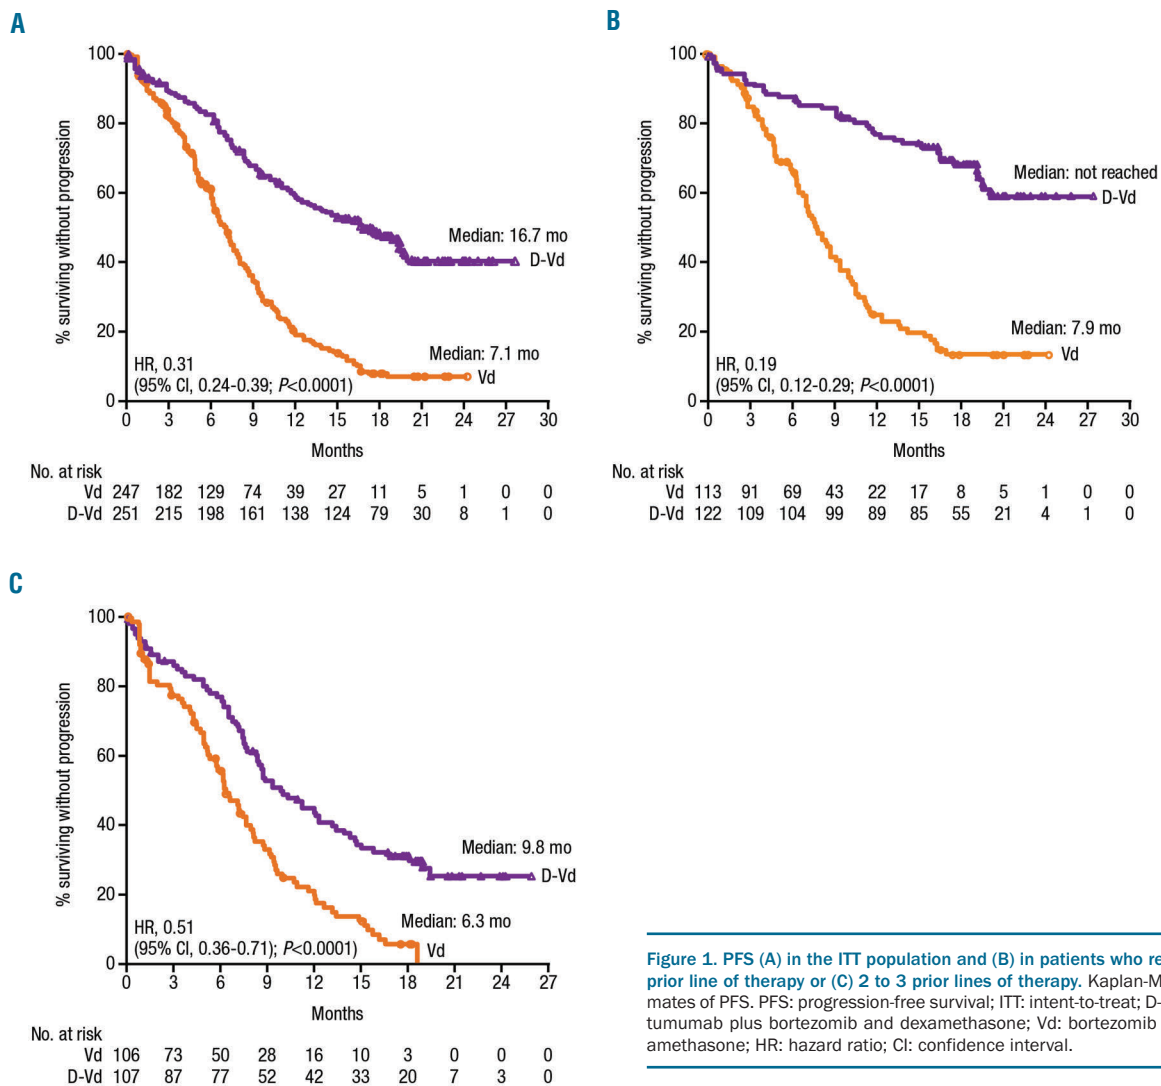 A
100
80
60
40
20
0
% surviving without progression
Median: 16.7 mo
D-Vd
Median: 7.1 mo
Vd
HR, 0.31
(95% CI, 0.24-0.39; P<0.0001)
0 3 6 9 12 15 18 21 24 27 30
Months
No. at risk
Vd 247 182 129 74 39 27 11 5 1 0 0
D-Vd 251 215 198 161 138 124 79 30 8 1 0
B
100
80
60
40
20
0
% surviving without progression
Median: not reached
D-Vd
Median: 7.9 mo
Vd
HR, 0.19
(95% CI, 0.12-0.29; P<0.0001)
0 3 6 9 12 15 18 21 24 27 30
Months
No. at risk
Vd 113 91 69 43 22 17 8 5 1 0 0
D-Vd 122 109 104 99 89 85 55 21 4 1 0
C
100
80
60
40
20
0
% surviving without progression
Median: 9.8 mo
D-Vd
Median: 6.3 mo
Vd
HR, 0.51
(95% CI, 0.36-0.71); P<0.0001)
0 3 6 9 12 15 18 21 24 27
Months
No. at risk
Vd 106 73 50 28 16 10 3 0 0 0
D-Vd 107 87 77 52 42 33 20 7 3 0
Figure 1. PFS (A) in the ITT population and (B) in patients who re
prior line of therapy or (C) 2 to 3 prior lines of therapy. Kaplan-M
mates of PFS. PFS: progression-free survival; ITT: intent-to-treat; D-
tumumab plus bortezomib and dexamethasone; Vd: bortezomib
amethasone; HR: hazard ratio; CI: confidence interval.